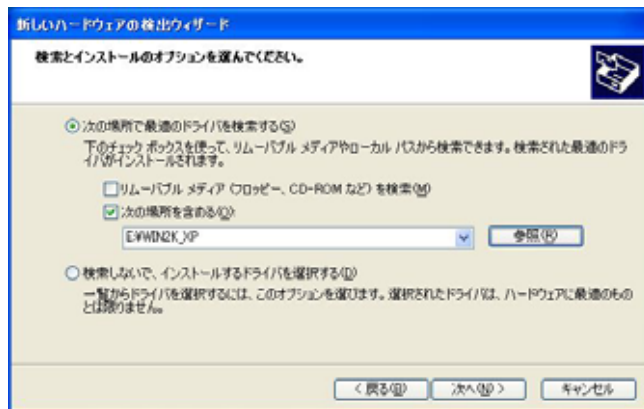 新しいハードウェアの検出ウィザード
検索とインストールのオプションを選んでください。
次の場所で最適のドライバを検索する(S)
下のチェック ボックスを使って、リムーバブル メディアやローカル パスから検索できます。検索された最適のドラ
イバがインストールされます。
リムーバブル メディア (フロッピー、CD-ROM など) を検索(M)
次の場所を含める(O):
E:¥WIN2K_XP
参照(R)
検索しないで、インストールするドライバを選択する(D)
一覧からドライバを選択するには、このオプションを選びます。選択されたドライバは、ハードウェアに最適のもの
とは限りません。
< 戻る(B)
次へ(N) >
キャンセル